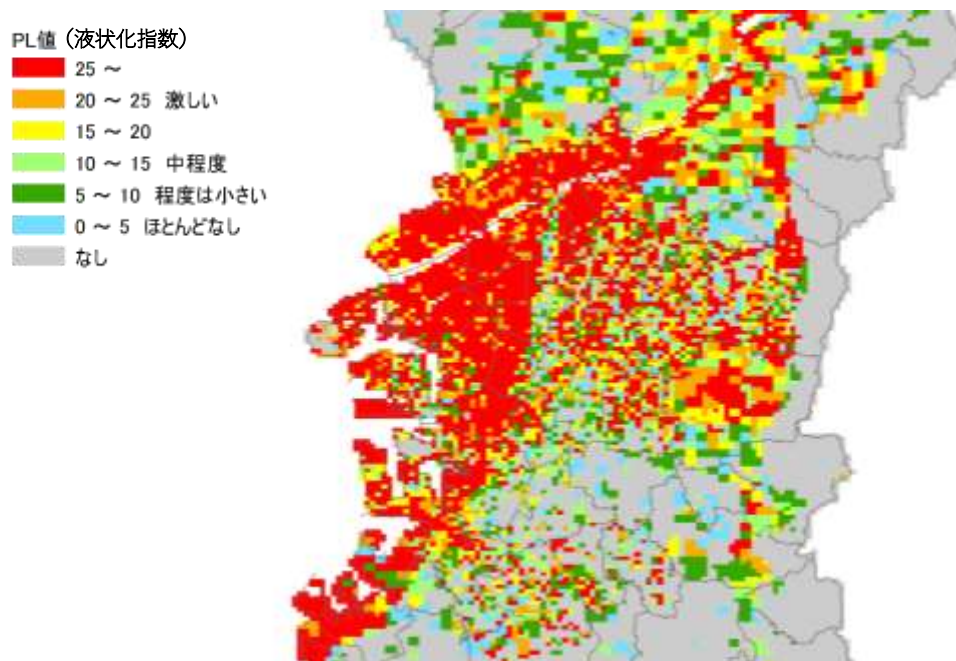 PL値（液状化指数）
25 ～
20 ～ 25 激しい
15 ～ 20
10 ～ 15 中程度
5 ～ 10 程度は小さい
0 ～ 5 ほとんどなし
なし